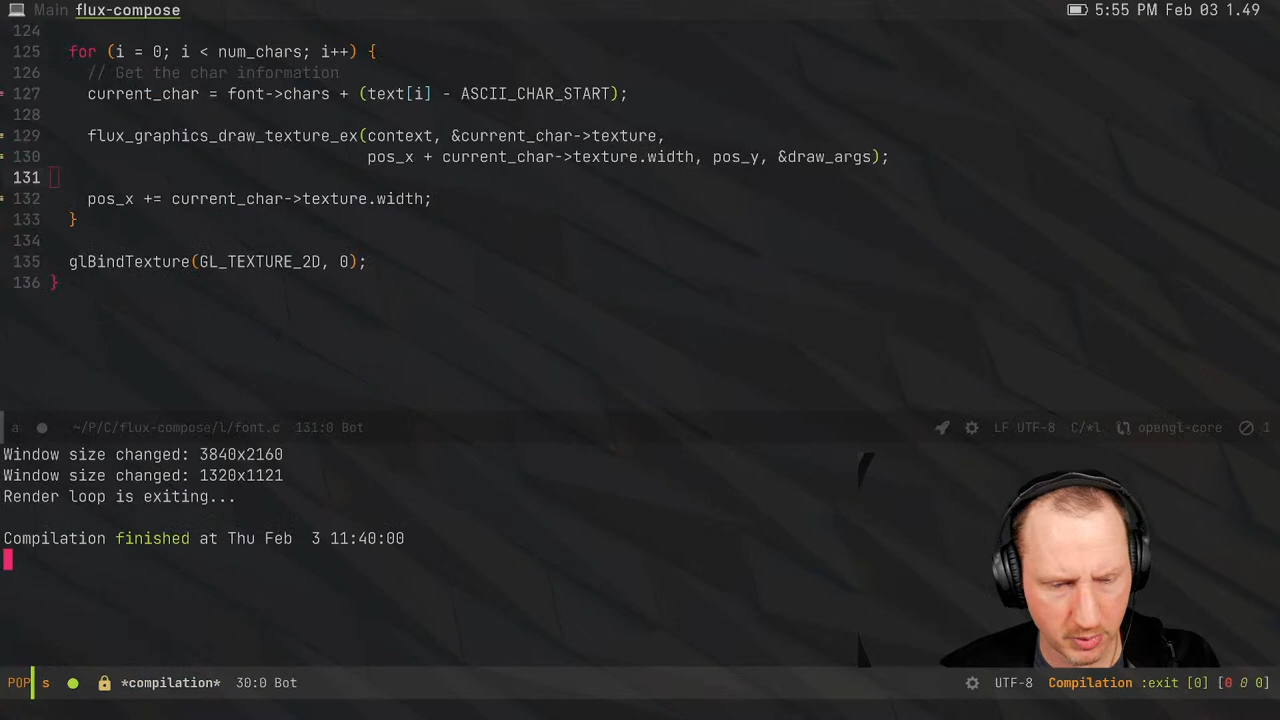 Main flux-compose 5:55 PM Feb 03 1.49
124
125 for (i = 0; i < num_chars; i++) {
126 // Get the char information
127 current_char = font->chars + (text[i] - ASCII_CHAR_START);
128
129 flux_graphics_draw_texture_ex(context, &current_char->texture,
130 pos_x + current_char->texture.width, pos_y, &draw_args);
131
132 pos_x += current_char->texture.width;
133 }
134
135 glBindTexture(GL_TEXTURE_2D, 0);
136 }
a ~/P/C/flux-compose/l/font.c 131:0 Bot LF UTF-8 C/*l opengl-core 1
Window size changed: 3840x2160
Window size changed: 1320x1121
Render loop is exiting...
Compilation finished at Thu Feb  3 11:40:00
POP s *compilation* 30:0 Bot UTF-8 Compilation :exit [0] [0 0 0]